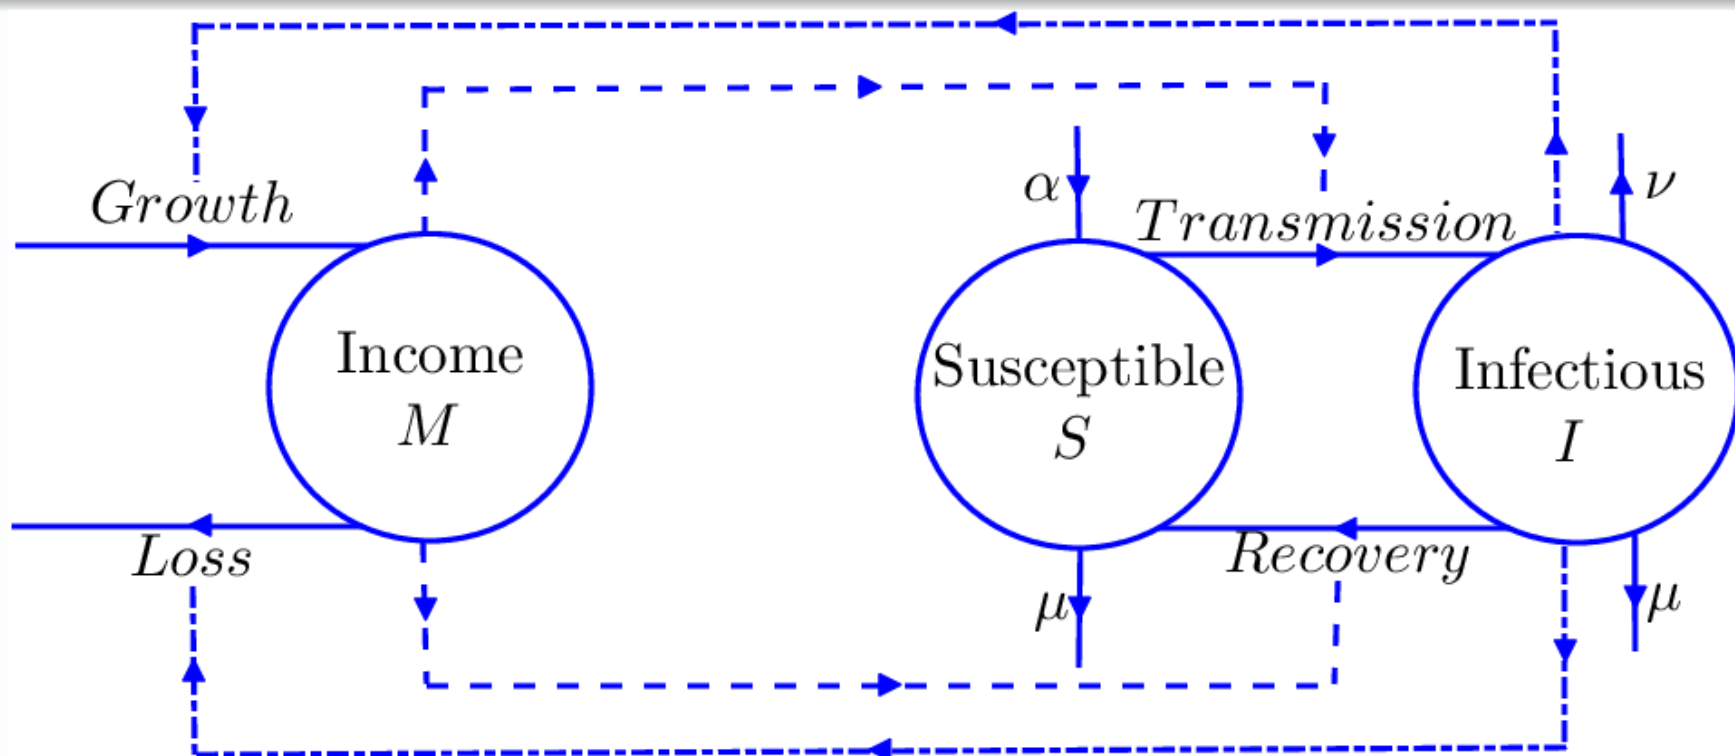 Growth
α
Transmission
ν
Income
M
Susceptible
S
Infectious
I
Loss
Recovery
μ
μ